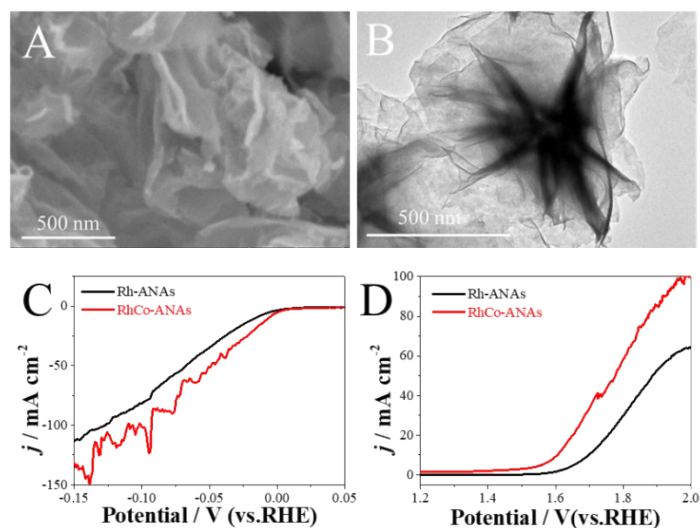 A
500 nm
B
500 nm
C
Rh-ANAs
RhCo-ANAs
0
-50
-100
-150
j / mA cm-2
-0.15
-0.10
-0.05
0.00
0.05
Potential / V (vs.RHE)
D
Rh-ANAs
RhCo-ANAs
100
80
60
40
20
0
j / mA cm-2
1.2
1.4
1.6
1.8
2.0
Potential / V(vs.RHE)